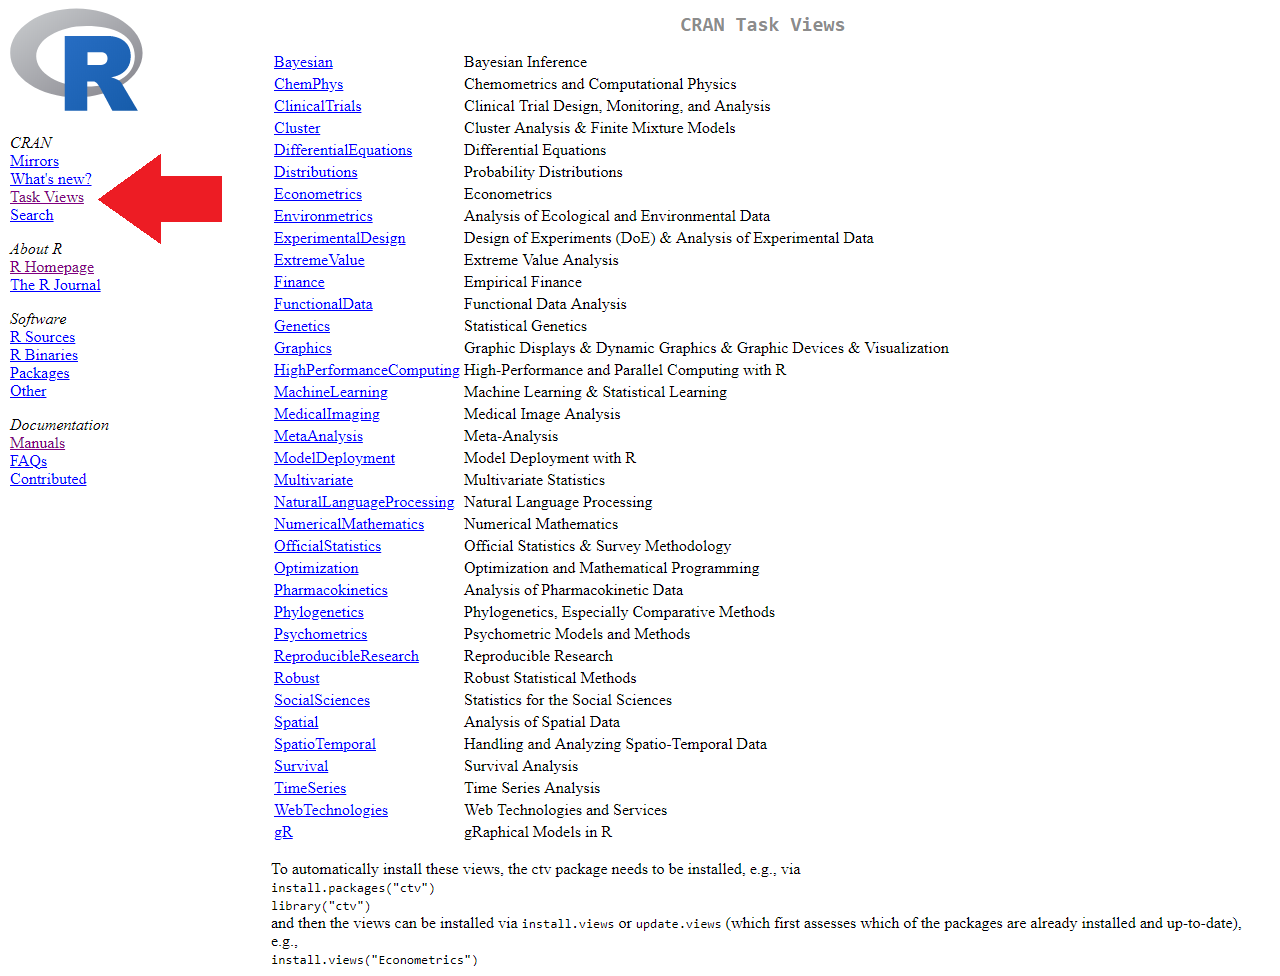 R
CRAN
Mirrors
What's new?
Task Views
Search
About R
R Homepage
The R Journal
Software
R Sources
R Binaries
Packages
Other
Documentation
Manuals
FAQs
Contributed
CRAN Task Views
Bayesian Bayesian Inference
ChemPhys Chemometrics and Computational Physics
ClinicalTrials Clinical Trial Design, Monitoring, and Analysis
Cluster Cluster Analysis & Finite Mixture Models
DifferentialEquations Differential Equations
Distributions Probability Distributions
Econometrics Econometrics
Environmetrics Analysis of Ecological and Environmental Data
ExperimentalDesign Design of Experiments (DoE) & Analysis of Experimental Data
ExtremeValue Extreme Value Analysis
Finance Empirical Finance
FunctionalData Functional Data Analysis
Genetics Statistical Genetics
Graphics Graphic Displays & Dynamic Graphics & Graphic Devices & Visualization
HighPerformanceComputing High-Performance and Parallel Computing with R
MachineLearning Machine Learning & Statistical Learning
MedicalImaging Medical Image Analysis
MetaAnalysis Meta-Analysis
ModelDeployment Model Deployment with R
Multivariate Multivariate Statistics
NaturalLanguageProcessing Natural Language Processing
NumericalMathematics Numerical Mathematics
OfficialStatistics Official Statistics & Survey Methodology
Optimization Optimization and Mathematical Programming
Pharmacokinetics Analysis of Pharmacokinetic Data
Phylogenetics Phylogenetics, Especially Comparative Methods
Psychometrics Psychometric Models and Methods
ReproducibleResearch Reproducible Research
Robust Robust Statistical Methods
SocialSciences Statistics for the Social Sciences
Spatial Analysis of Spatial Data
SpatioTemporal Handling and Analyzing Spatio-Temporal Data
Survival Survival Analysis
TimeSeries Time Series Analysis
WebTechnologies Web Technologies and Services
gR gRaphical Models in R
To automatically install these views, the ctv package needs to be installed, e.g., via
install.packages("ctv")
library("ctv")
and then the views can be installed via install.views or update.views (which first assesses which of the packages are already installed and up-to-date),
e.g.,
install.views("Econometrics")